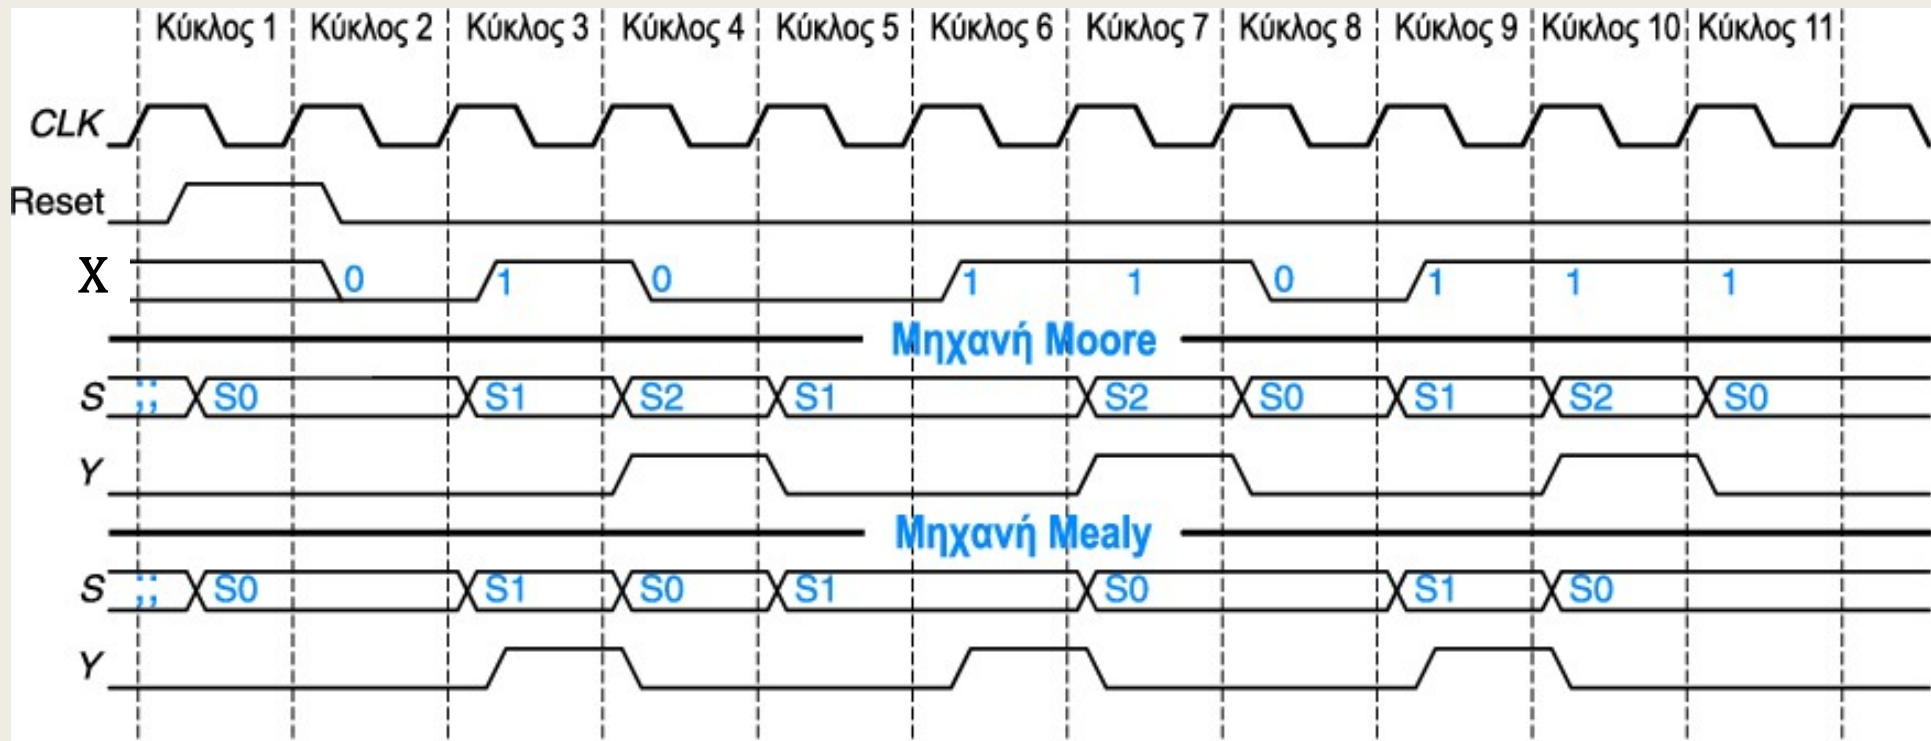 Κύκλος 1 Κύκλος 2 Κύκλος 3 Κύκλος 4 Κύκλος 5 Κύκλος 6 Κύκλος 7 Κύκλος 8 Κύκλος 9 Κύκλος 10 Κύκλος 11
CLK
Reset
X 0 1 0 1 1 0 1 1 1
Μηχανή Moore
S ;; S0 S1 S2 S1 S2 S0 S1 S2 S0
Y
Μηχανή Mealy
S ;; S0 S1 S0 S1 S0 S1 S0
Y